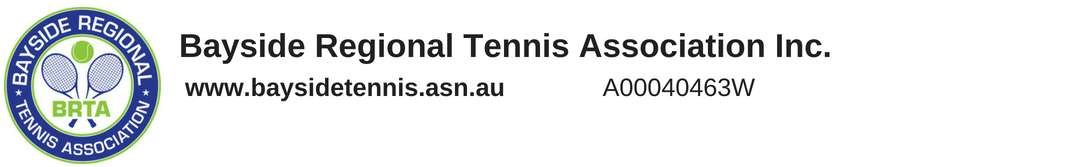 BAYSIDE REGIONAL
BRTA
TENNIS ASSOCIATION
Bayside Regional Tennis Association Inc.
www.baysidetennis.asn.au A00040463W